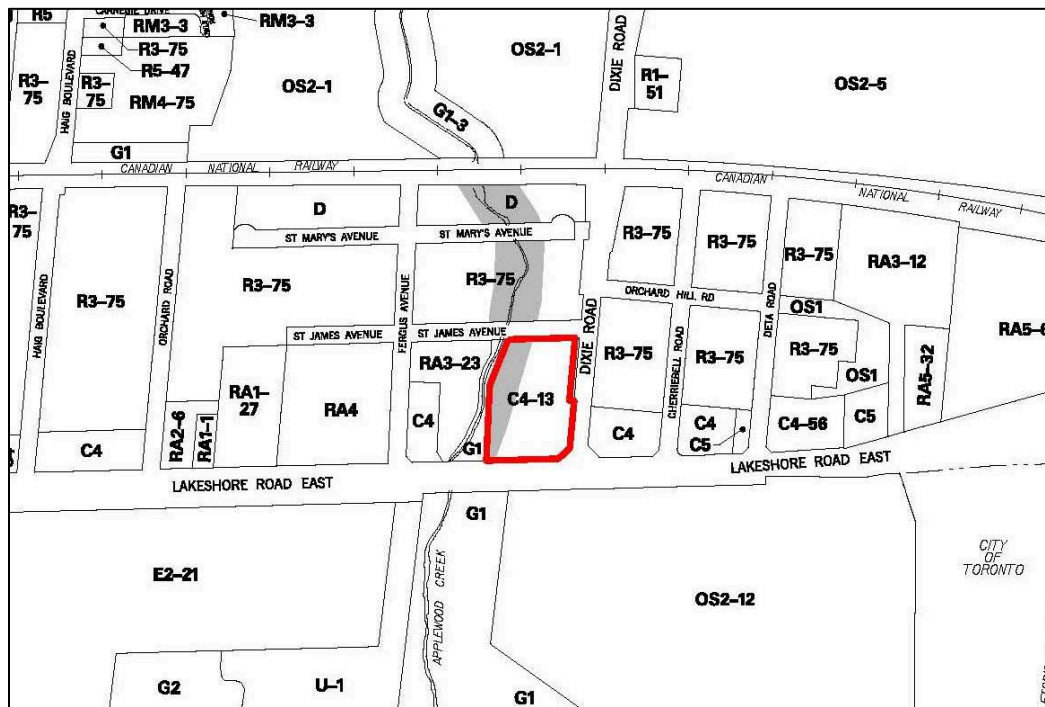 R5
CARNEGIE DRIVE
RM3–3
RM3–3
R3–75
R5–47
R3–
75
HAIG BOULEVARD
R3–
75
RM4–75
OS2–1
G1–3
OS2–1
DIXIE ROAD
R1–
51
OS2–5
G1
CANADIAN NATIONAL RAILWAY
CANADIAN NATIONAL RAILWAY
R3–
75
HAIG BOULEVARD
R3–75
ORCHARD ROAD
D
ST MARY'S AVENUE
R3–75
FERGUS AVENUE
D
ST MARY'S AVENUE
R3–75
R3–75
R3–75
R3–75
RA3–12
ORCHARD HILL RD
DETA ROAD
OS1
ST JAMES AVENUE
ST JAMES AVENUE
DIXIE ROAD
R3–75
CHERRIEBELL ROAD
R3–75
R3–75
OS1
RA5–32
RA5–6
RA1–
27
RA4
RA3–23
C4
C4–13
C4
C4
C5
C4–56
C5
C4
RA2–6
RA1–1
G1
LAKESHORE ROAD EAST
LAKESHORE ROAD EAST
G1
E2–21
APPLEWOOD CREEK
OS2–12
CITY
OF
TORONTO
G2
U–1
G1